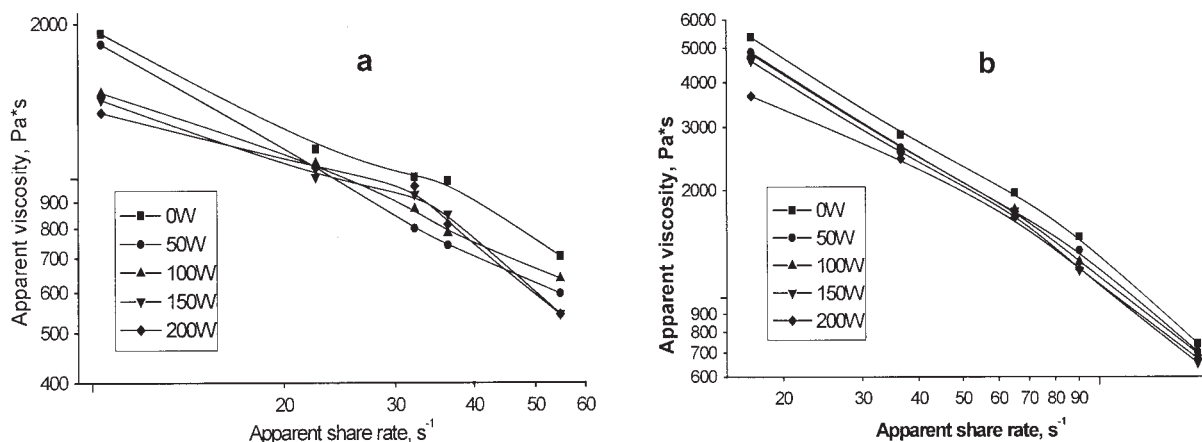 a
Apparent viscosity, Pa*s
2000
900
800
700
600
500
400
0W
50W
100W
150W
200W
20
30
40
50
60
Apparent share rate, s⁻¹
b
Apparent viscosity, Pa*s
6000
5000
4000
3000
2000
900
800
700
600
0W
50W
100W
150W
200W
20
30
40
50
60
70
80
90
Apparent share rate, s⁻¹